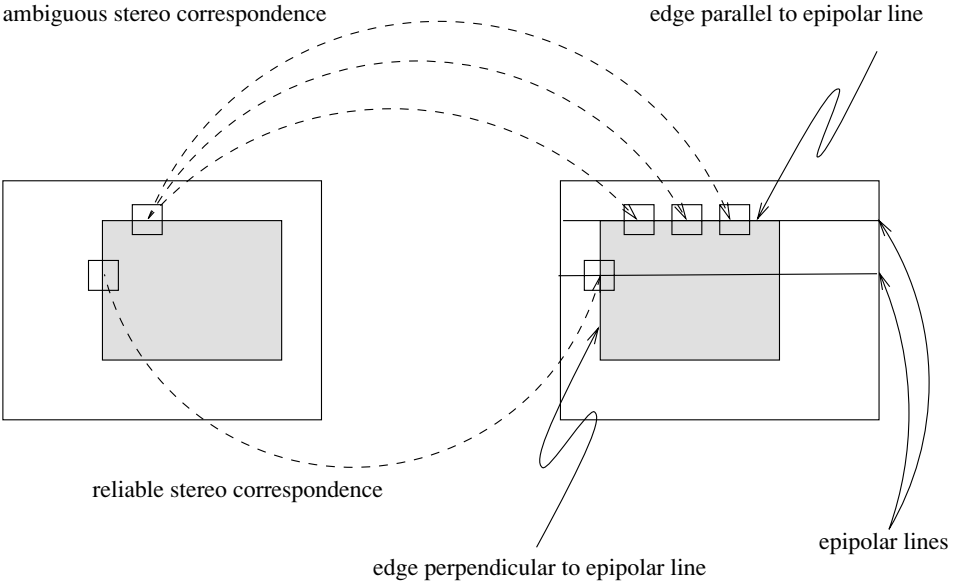 ambiguous stereo correspondence
edge parallel to epipolar line
reliable stereo correspondence
epipolar lines
edge perpendicular to epipolar line